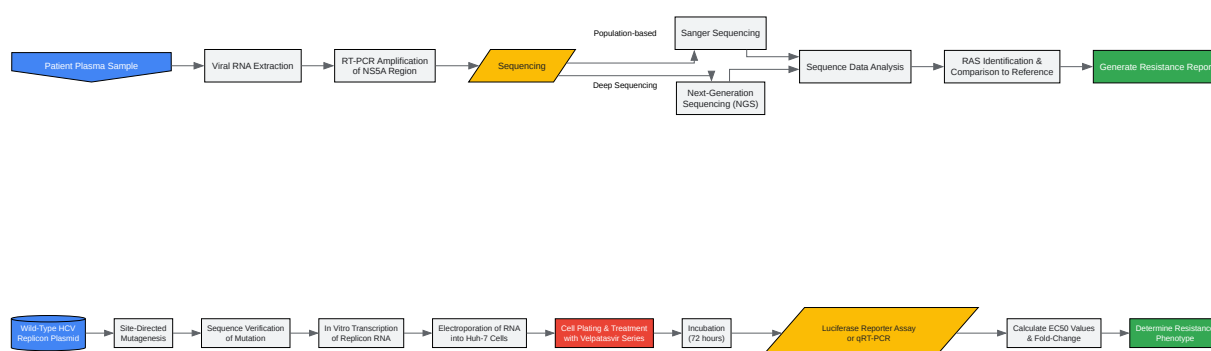 Patient Plasma Sample
Viral RNA Extraction
RT-PCR Amplification
of NS5A Region
Sequencing
Population-based
Deep Sequencing
Sanger Sequencing
Next-Generation
Sequencing (NGS)
Sequence Data Analysis
RAS Identification &
Comparison to Reference
Generate Resistance Report
Wild-Type HCV
Replicon Plasmid
Site-Directed
Mutagenesis
Sequence Verification
of Mutation
In Vitro Transcription
of Replicon RNA
Electroporation of RNA
into Huh-7 Cells
Cell Plating & Treatment
with Velpatasvir Series
Incubation
(72 hours)
Luciferase Reporter Assay
or qRT-PCR
Calculate EC50 Values
& Fold-Change
Determine Resistance
Phenotype